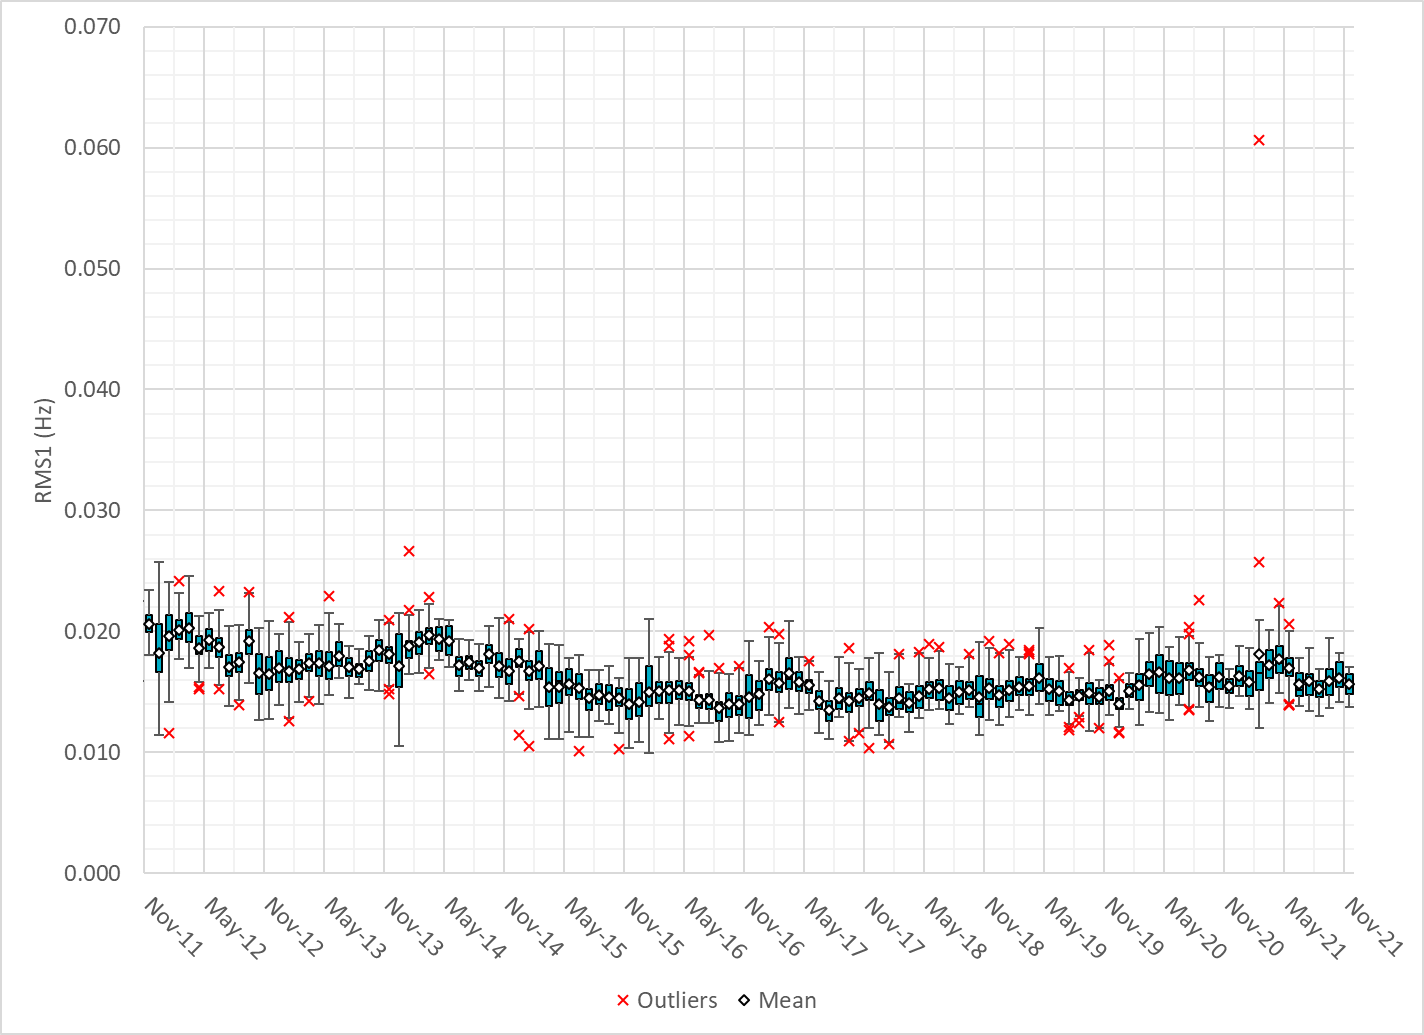 0.070
0.060
0.050
0.040
0.030
0.020
0.010
0.000
RMS1 (Hz)
Nov-11
May-12
Nov-12
May-13
Nov-13
May-14
Nov-14
May-15
Nov-15
May-16
Nov-16
May-17
Nov-17
May-18
Nov-18
May-19
Nov-19
May-20
Nov-20
May-21
Nov-21
Outliers Mean